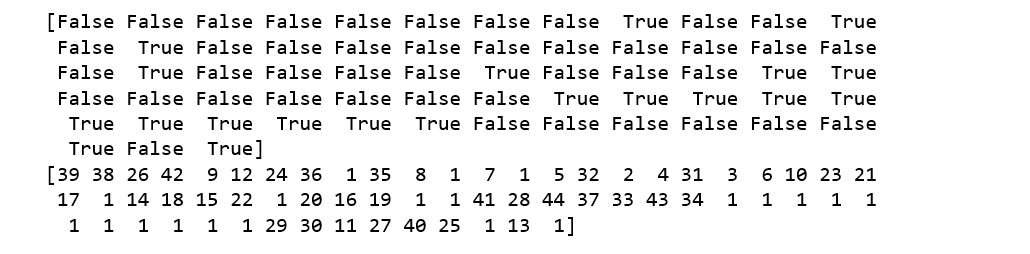 [False False False False False False False False True False False True
False True False False False False False False False False False False
False True False False False False True False False False True True
False False False False False False False True True True True True
True True True True True True False False False False False False
True False True]
[39 38 26 42 9 12 24 36 1 35 8 1 7 1 5 32 2 4 31 3 6 10 23 21
17 1 14 18 15 22 1 20 16 19 1 1 41 28 44 37 33 43 34 1 1 1 1 1
1 1 1 1 1 1 29 30 11 27 40 25 1 13 1]